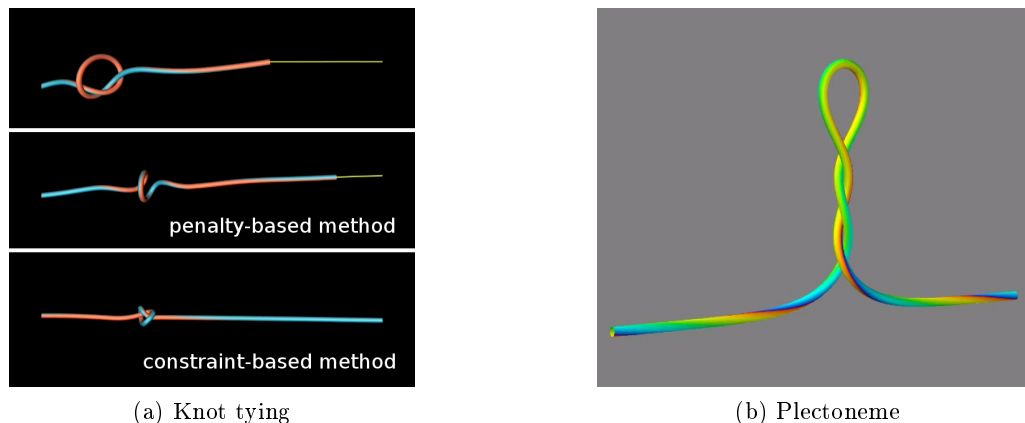 penalty-based method
constraint-based method
(a) Knot tying
(b) Plectoneme